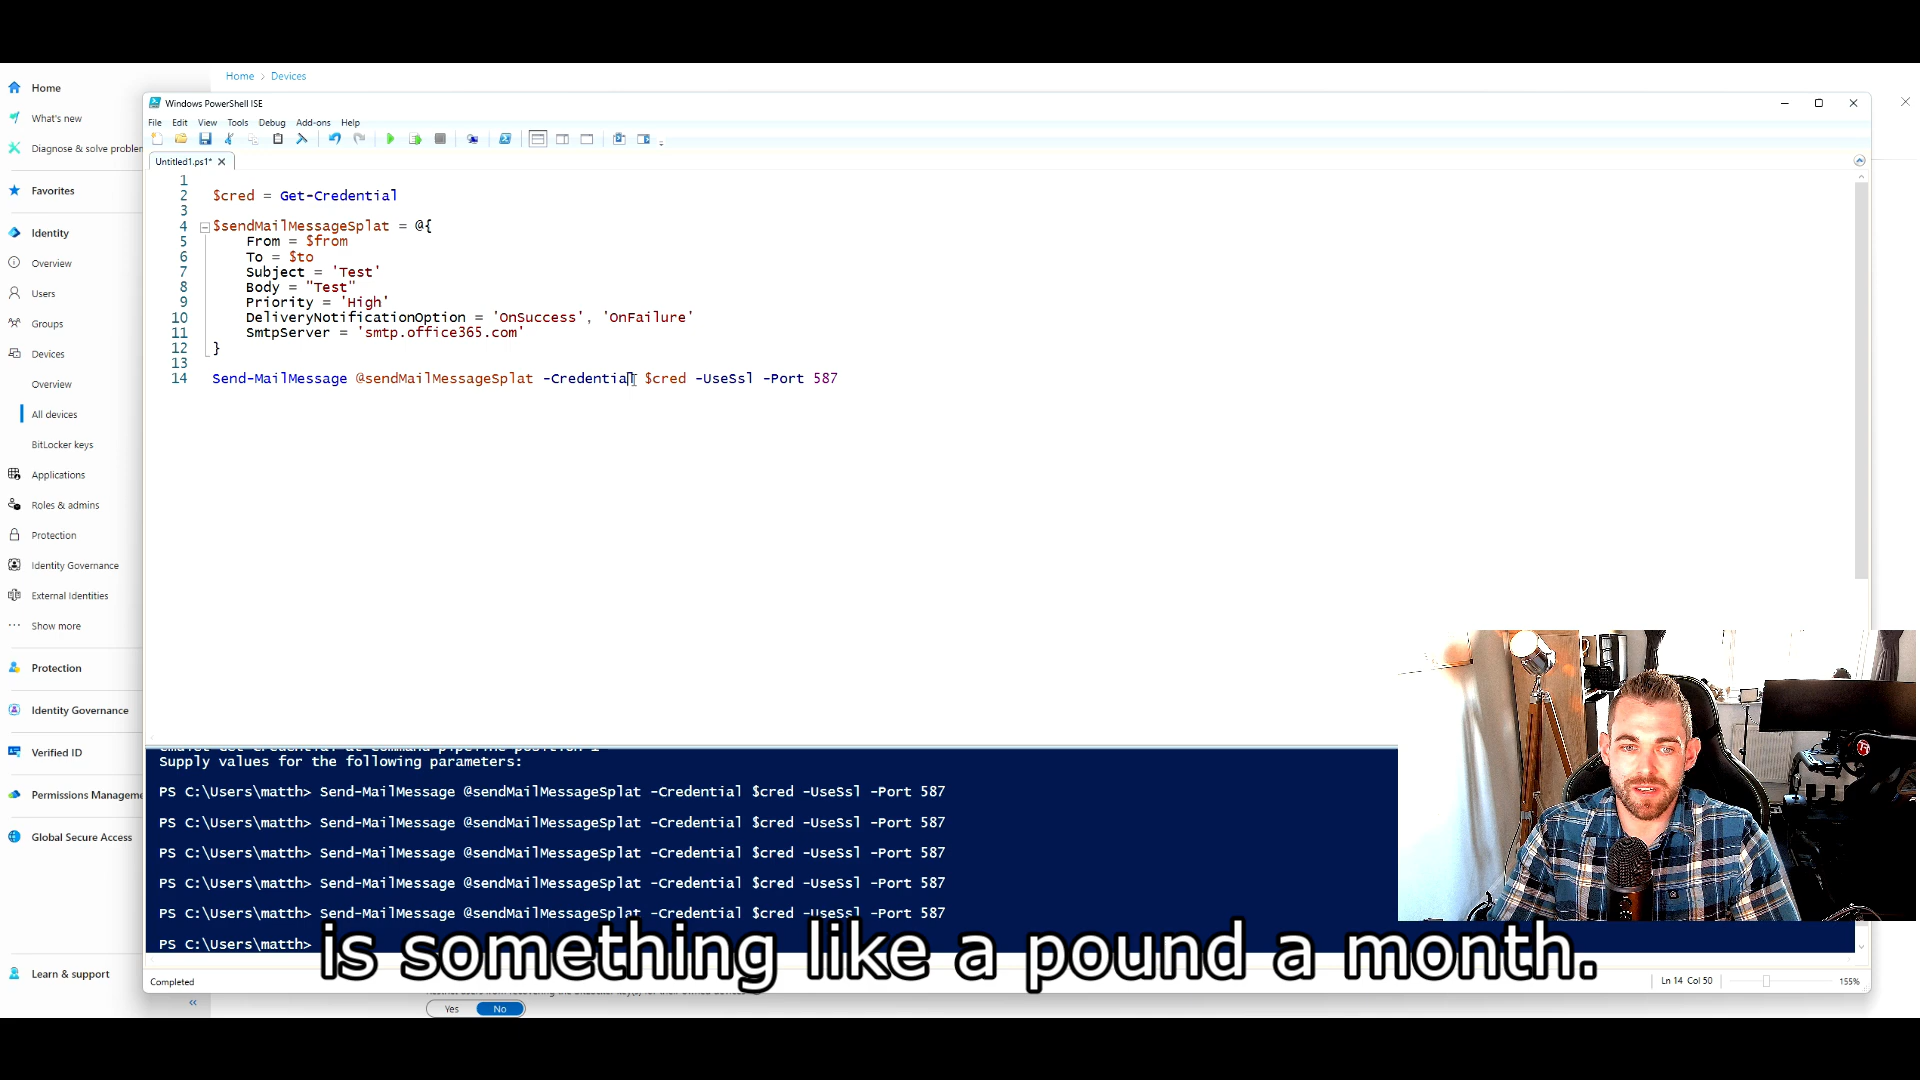 Home > Devices
Home
What's new
Diagnose & solve problem
Favorites
Identity
Overview
Users
Groups
Devices
Overview
All devices
BitLocker keys
Applications
Roles & admins
Protection
Identity Governance
External Identities
Show more
Protection
Identity Governance
Verified ID
Permissions Manageme
Global Secure Access
Learn & support
Windows PowerShell ISE
File Edit View Tools Debug Add-ons Help
Untitled1.ps1*
1
2 $cred = Get-Credential
3
4 $sendMailMessageSplat = @{
5 From = $from
6 To = $to
7 Subject = 'Test'
8 Body = "Test"
9 Priority = 'High'
10 DeliveryNotificationOption = 'OnSuccess', 'OnFailure'
11 SmtpServer = 'smtp.office365.com'
12 }
13
14 Send-MailMessage @sendMailMessageSplat -Credential $cred -UseSsl -Port 587
cmdlet Get-Credential at command pipeline position 1
Supply values for the following parameters:
PS C:\Users\matth> Send-MailMessage @sendMailMessageSplat -Credential $cred -UseSsl -Port 587
PS C:\Users\matth> Send-MailMessage @sendMailMessageSplat -Credential $cred -UseSsl -Port 587
PS C:\Users\matth> Send-MailMessage @sendMailMessageSplat -Credential $cred -UseSsl -Port 587
PS C:\Users\matth> Send-MailMessage @sendMailMessageSplat -Credential $cred -UseSsl -Port 587
PS C:\Users\matth> Send-MailMessage @sendMailMessageSplat -Credential $cred -UseSsl -Port 587
PS C:\Users\matth>
is something like a pound a month.
Completed
Ln 14 Col 50
155%
Yes No